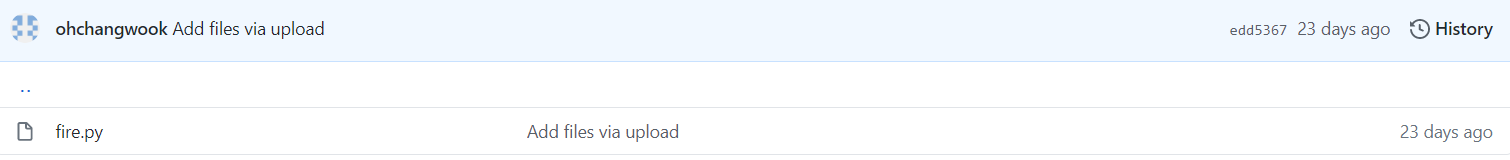 ohchangwook Add files via upload edd5367 23 days ago History
..
fire.py Add files via upload 23 days ago